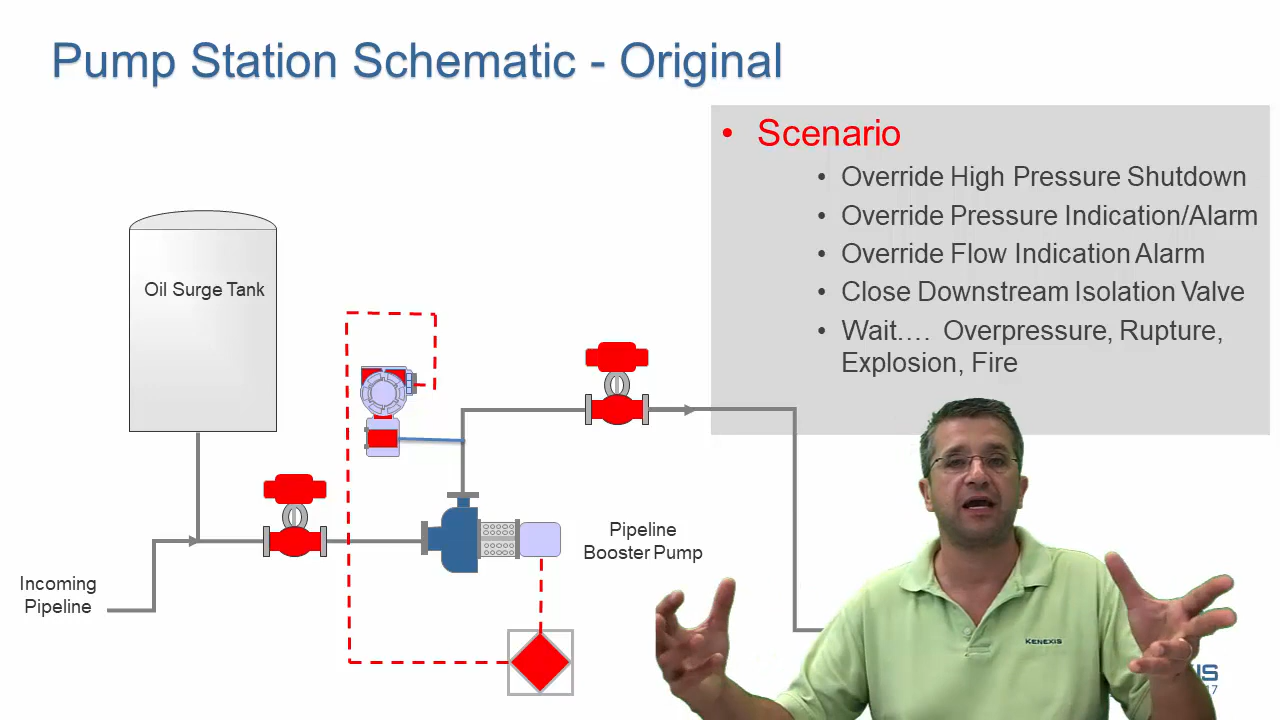 Pump Station Schematic - Original
• Scenario
• Override High Pressure Shutdown
• Override Pressure Indication/Alarm
• Override Flow Indication Alarm
• Close Downstream Isolation Valve
• Wait…. Overpressure, Rupture,
Explosion, Fire
Oil Surge Tank
Pipeline
Booster Pump
Incoming
Pipeline
KENEXIS